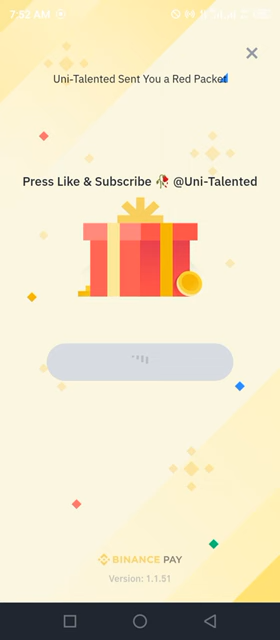 7:52 AM
Uni-Talented Sent You a Red Packet
Press Like & Subscribe 🥀 @Uni-Talented
BINANCE PAY
Version: 1.1.51